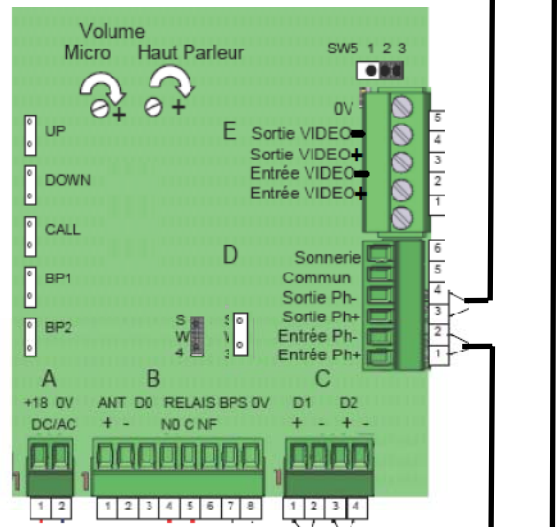 Volume
Micro Haut Parleur
+ +
SW5 1 2 3
UP
DOWN
CALL
BP1
BP2
E
0V
Sortie VIDEO-
Sortie VIDEO+
Entrée VIDEO-
Entrée VIDEO+
5
4
3
2
1
D
Sonnerie
Commun
Sortie Ph-
Sortie Ph+
Entrée Ph-
Entrée Ph+
6
5
4
3
2
1
S
W
4
A B C
+18 0V ANT D0 RELAIS BPS 0V D1 D2
DC/AC + - N0 C NF + - + -
1 2 1 2 3 4 5 6 7 8 1 2 3 4